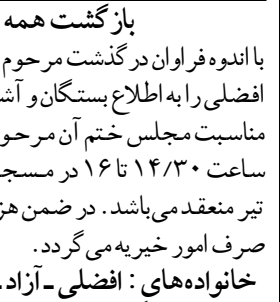 بازگشت همه
با اندوه فراوان درگذشت مرحوم
افضلی را به اطلاع بستگان و آش
مناسبت مجلس ختم آن مرحو
ساعت ۱۴/۳۰ تا ۱۶ در مسجد
تیر منعقد می‌باشد. در ضمن هز
صرف امور خیریه می‌گردد.
خانواده‌های: افضلی ـ آزاد.